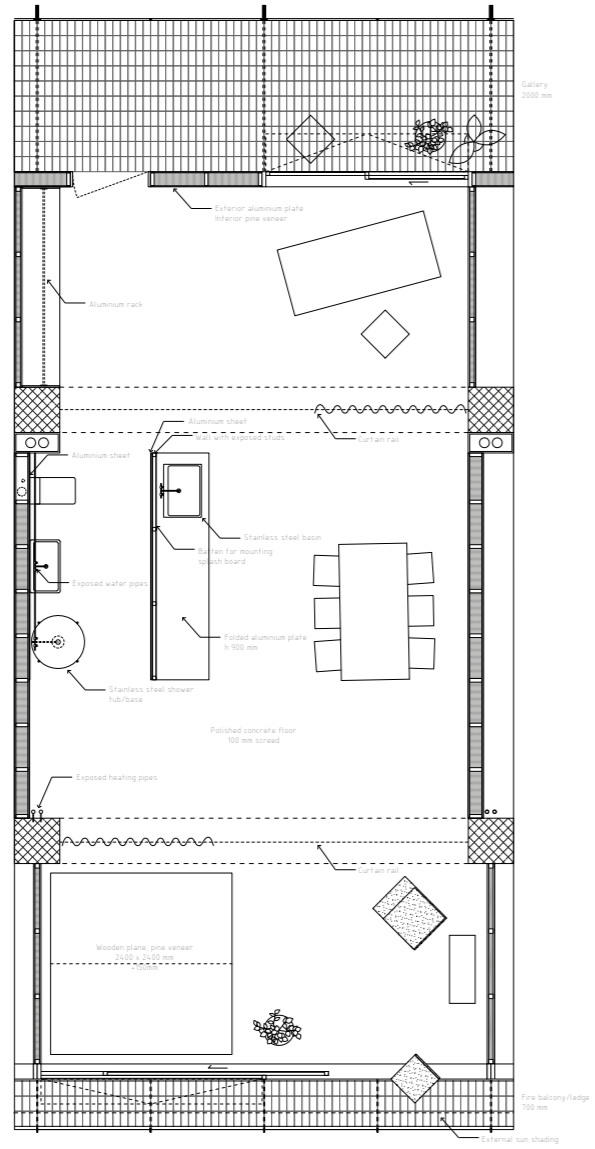 Gallery
2000 mm
Exterior aluminium plate
Interior pine veneer
Aluminium rack
Aluminium sheet
Wall with exposed studs
Curtain rail
Aluminium sheet
Stainless steel basin
Batten for mounting
splash board
Exposed water pipes
Folded aluminium plate
h 900 mm
Stainless steel shower
tub/base
Polished concrete floor
100 mm screed
Exposed heating pipes
Curtain rail
Wooden plane, pine veneer
2400 x 2400 mm
+150mm
Fire balcony/ledge
700 mm
External sun shading